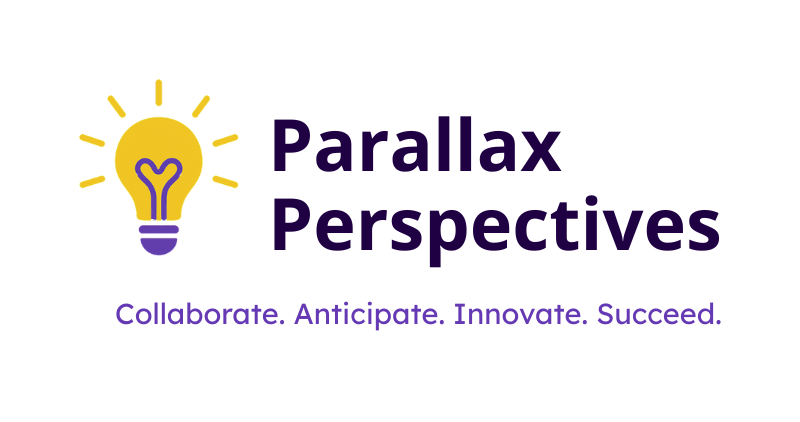 Parallax
Perspectives
Collaborate. Anticipate. Innovate. Succeed.